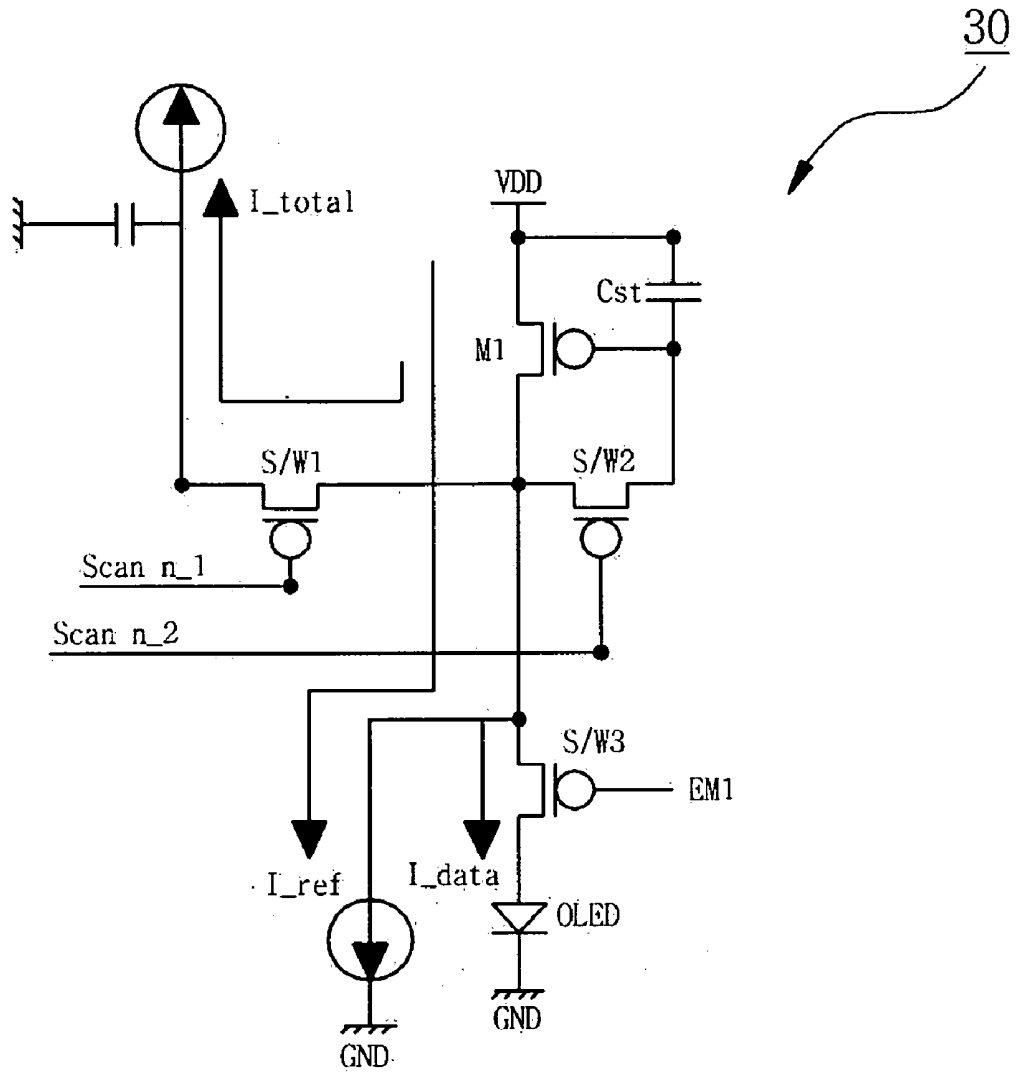 30
I_total
VDD
Cst
M1
S/W1
S/W2
Scan n_1
Scan n_2
S/W3
EM1
I_ref
I_data
OLED
GND
GND